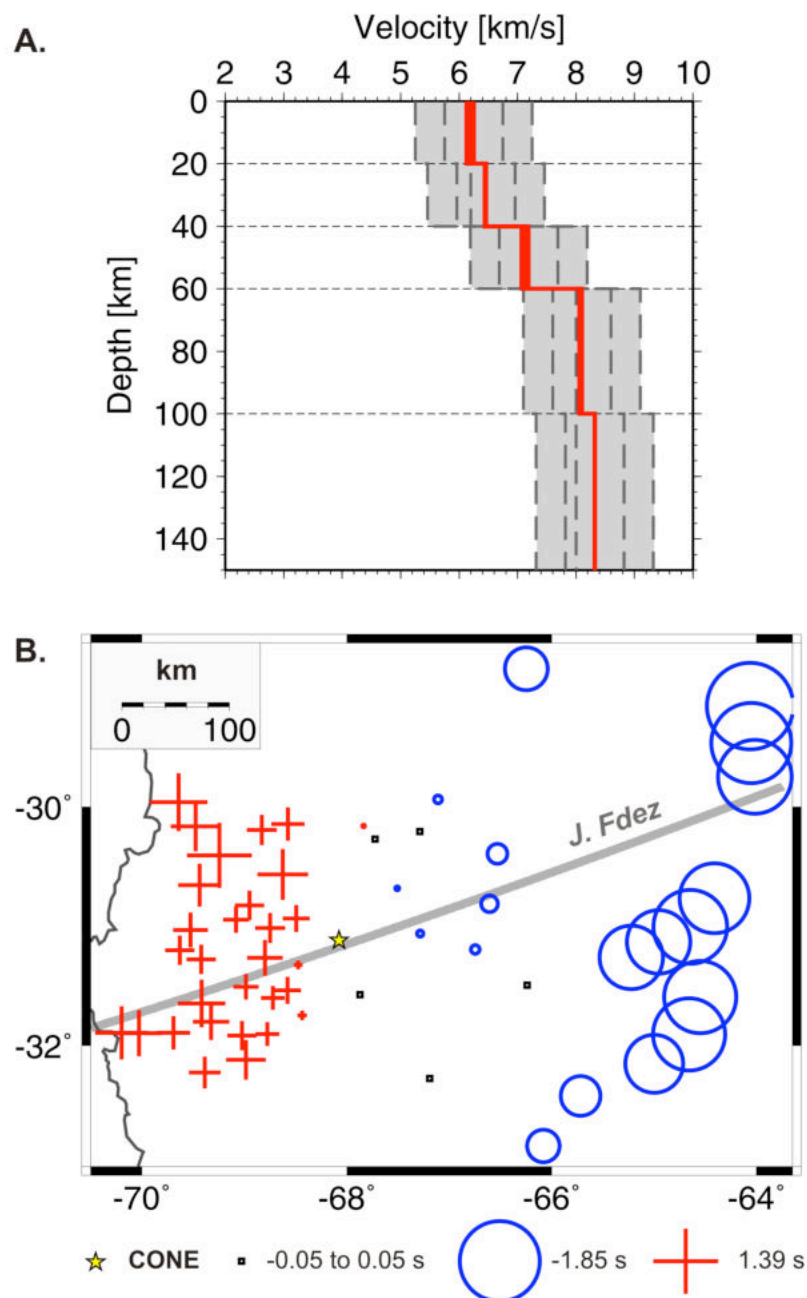 A.
Velocity [km/s]
2 3 4 5 6 7 8 9 10
Depth [km]
0
20
40
60
80
100
120
140
B.
km
0 100
-30°
-32°
J. Fdez
-70° -68° -66° -64°
CONE -0.05 to 0.05 s -1.85 s 1.39 s